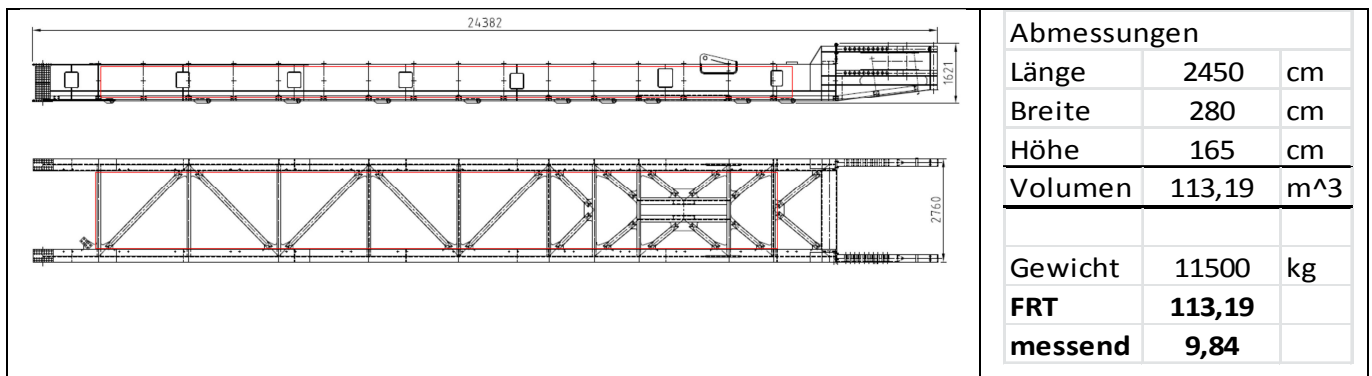 24382
1621
2760
Abmessungen
Länge 2450 cm
Breite 280 cm
Höhe 165 cm
Volumen 113,19 m^3
Gewicht 11500 kg
FRT 113,19
messend 9,84